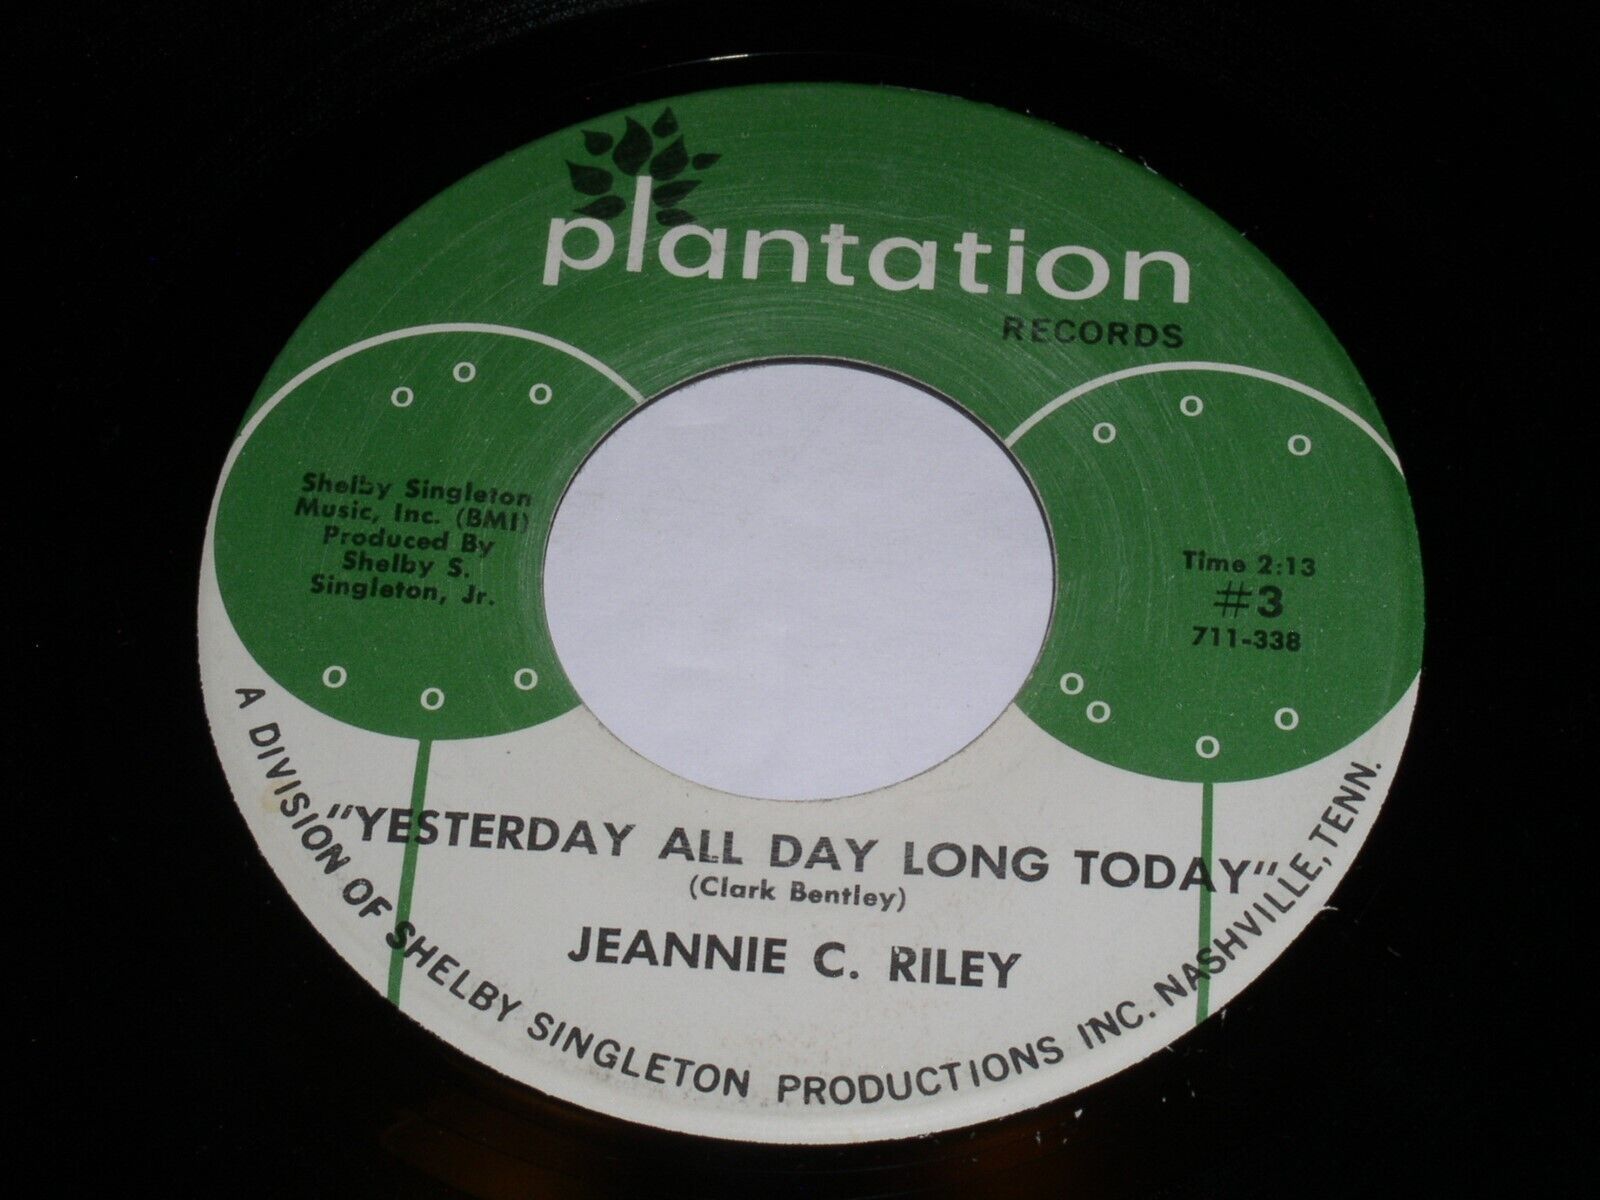 plantation
RECORDS
Shelby Singleton
Music, Inc. (BMI)
Produced By
Shelby S.
Singleton, Jr.
Time 2:13
#3
711-338
"YESTERDAY ALL DAY LONG TODAY"
(Clark Bentley)
JEANNIE C. RILEY
A DIVISION OF SHELBY SINGLETON PRODUCTIONS INC. NASHVILLE, TENN.